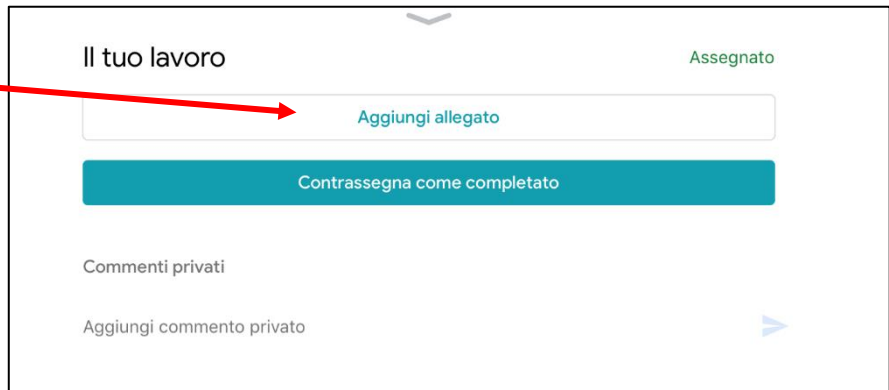 Il tuo lavoro
Assegnato
Aggiungi allegato
Contrassegna come completato
Commenti privati
Aggiungi commento privato